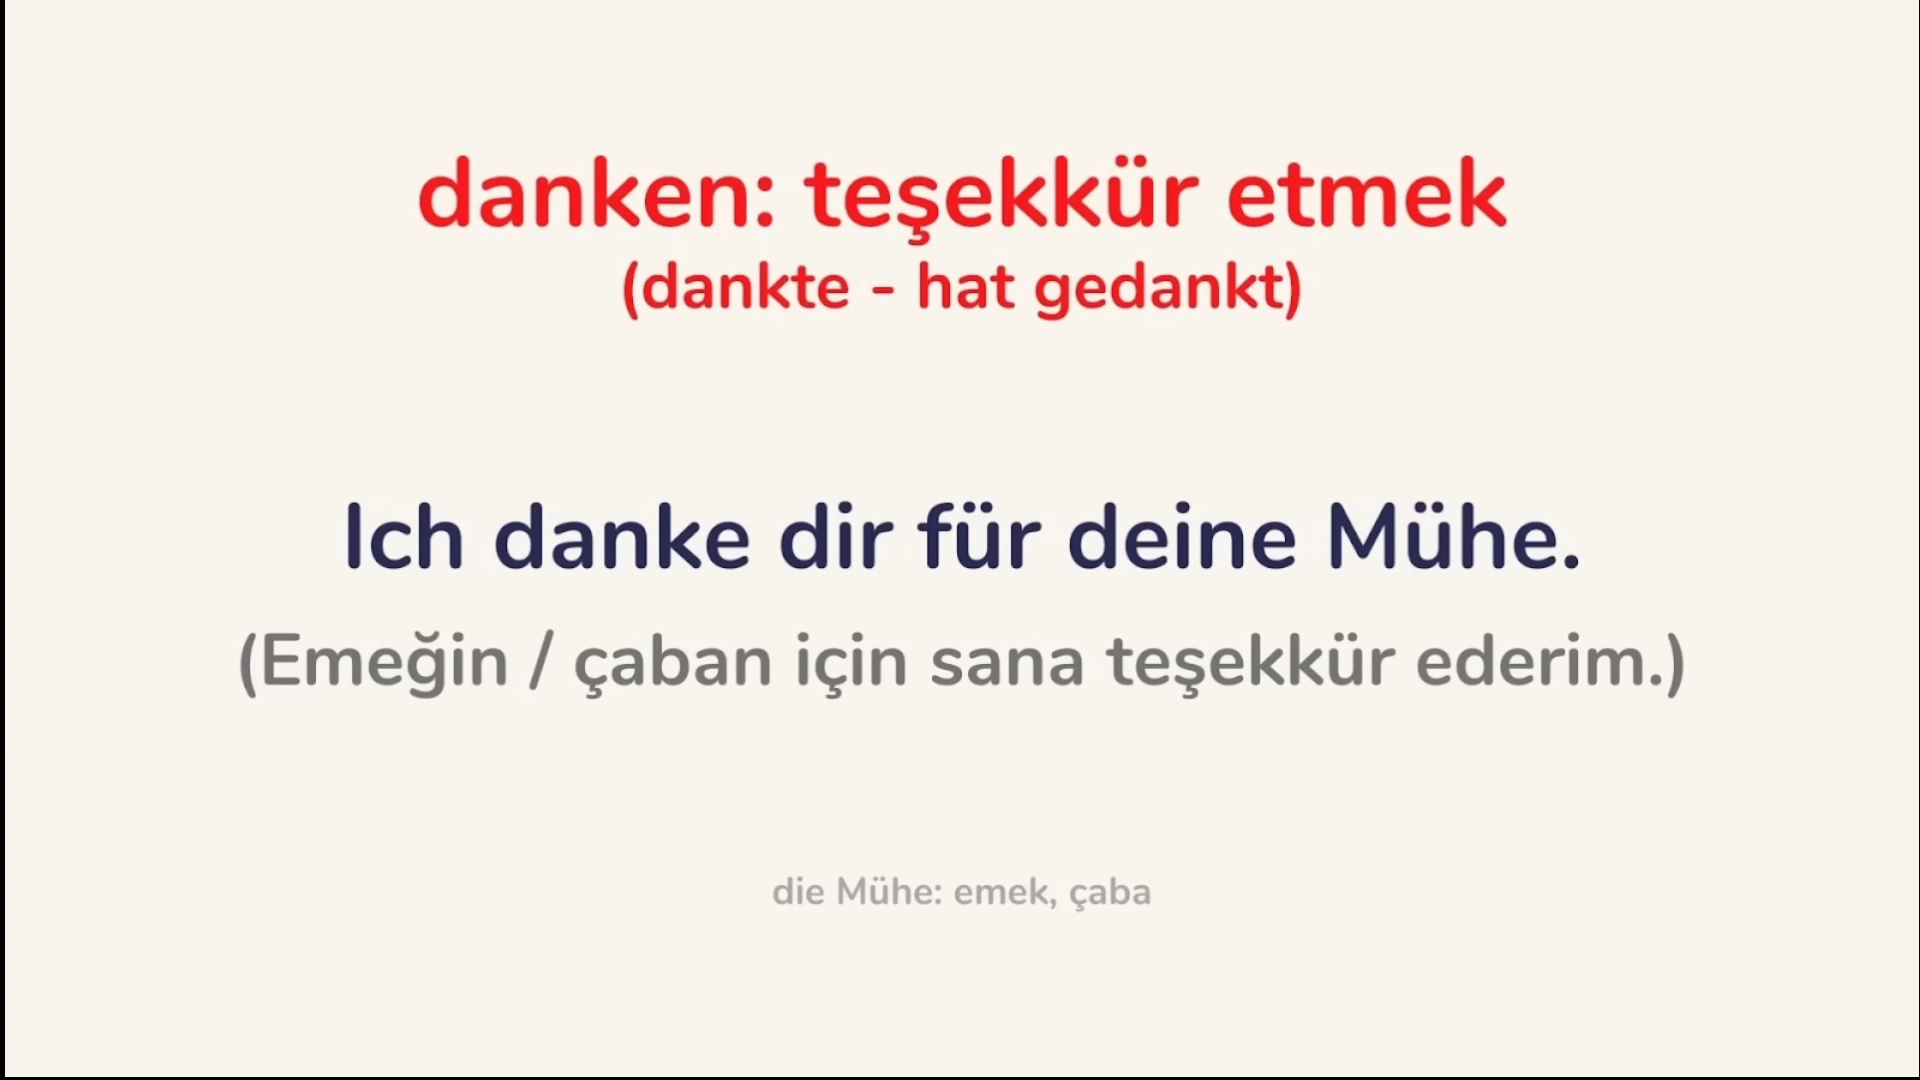 danken: teşekkür etmek
(dankte - hat gedankt)
Ich danke dir für deine Mühe.
(Emeğin / çaban için sana teşekkür ederim.)
die Mühe: emek, çaba